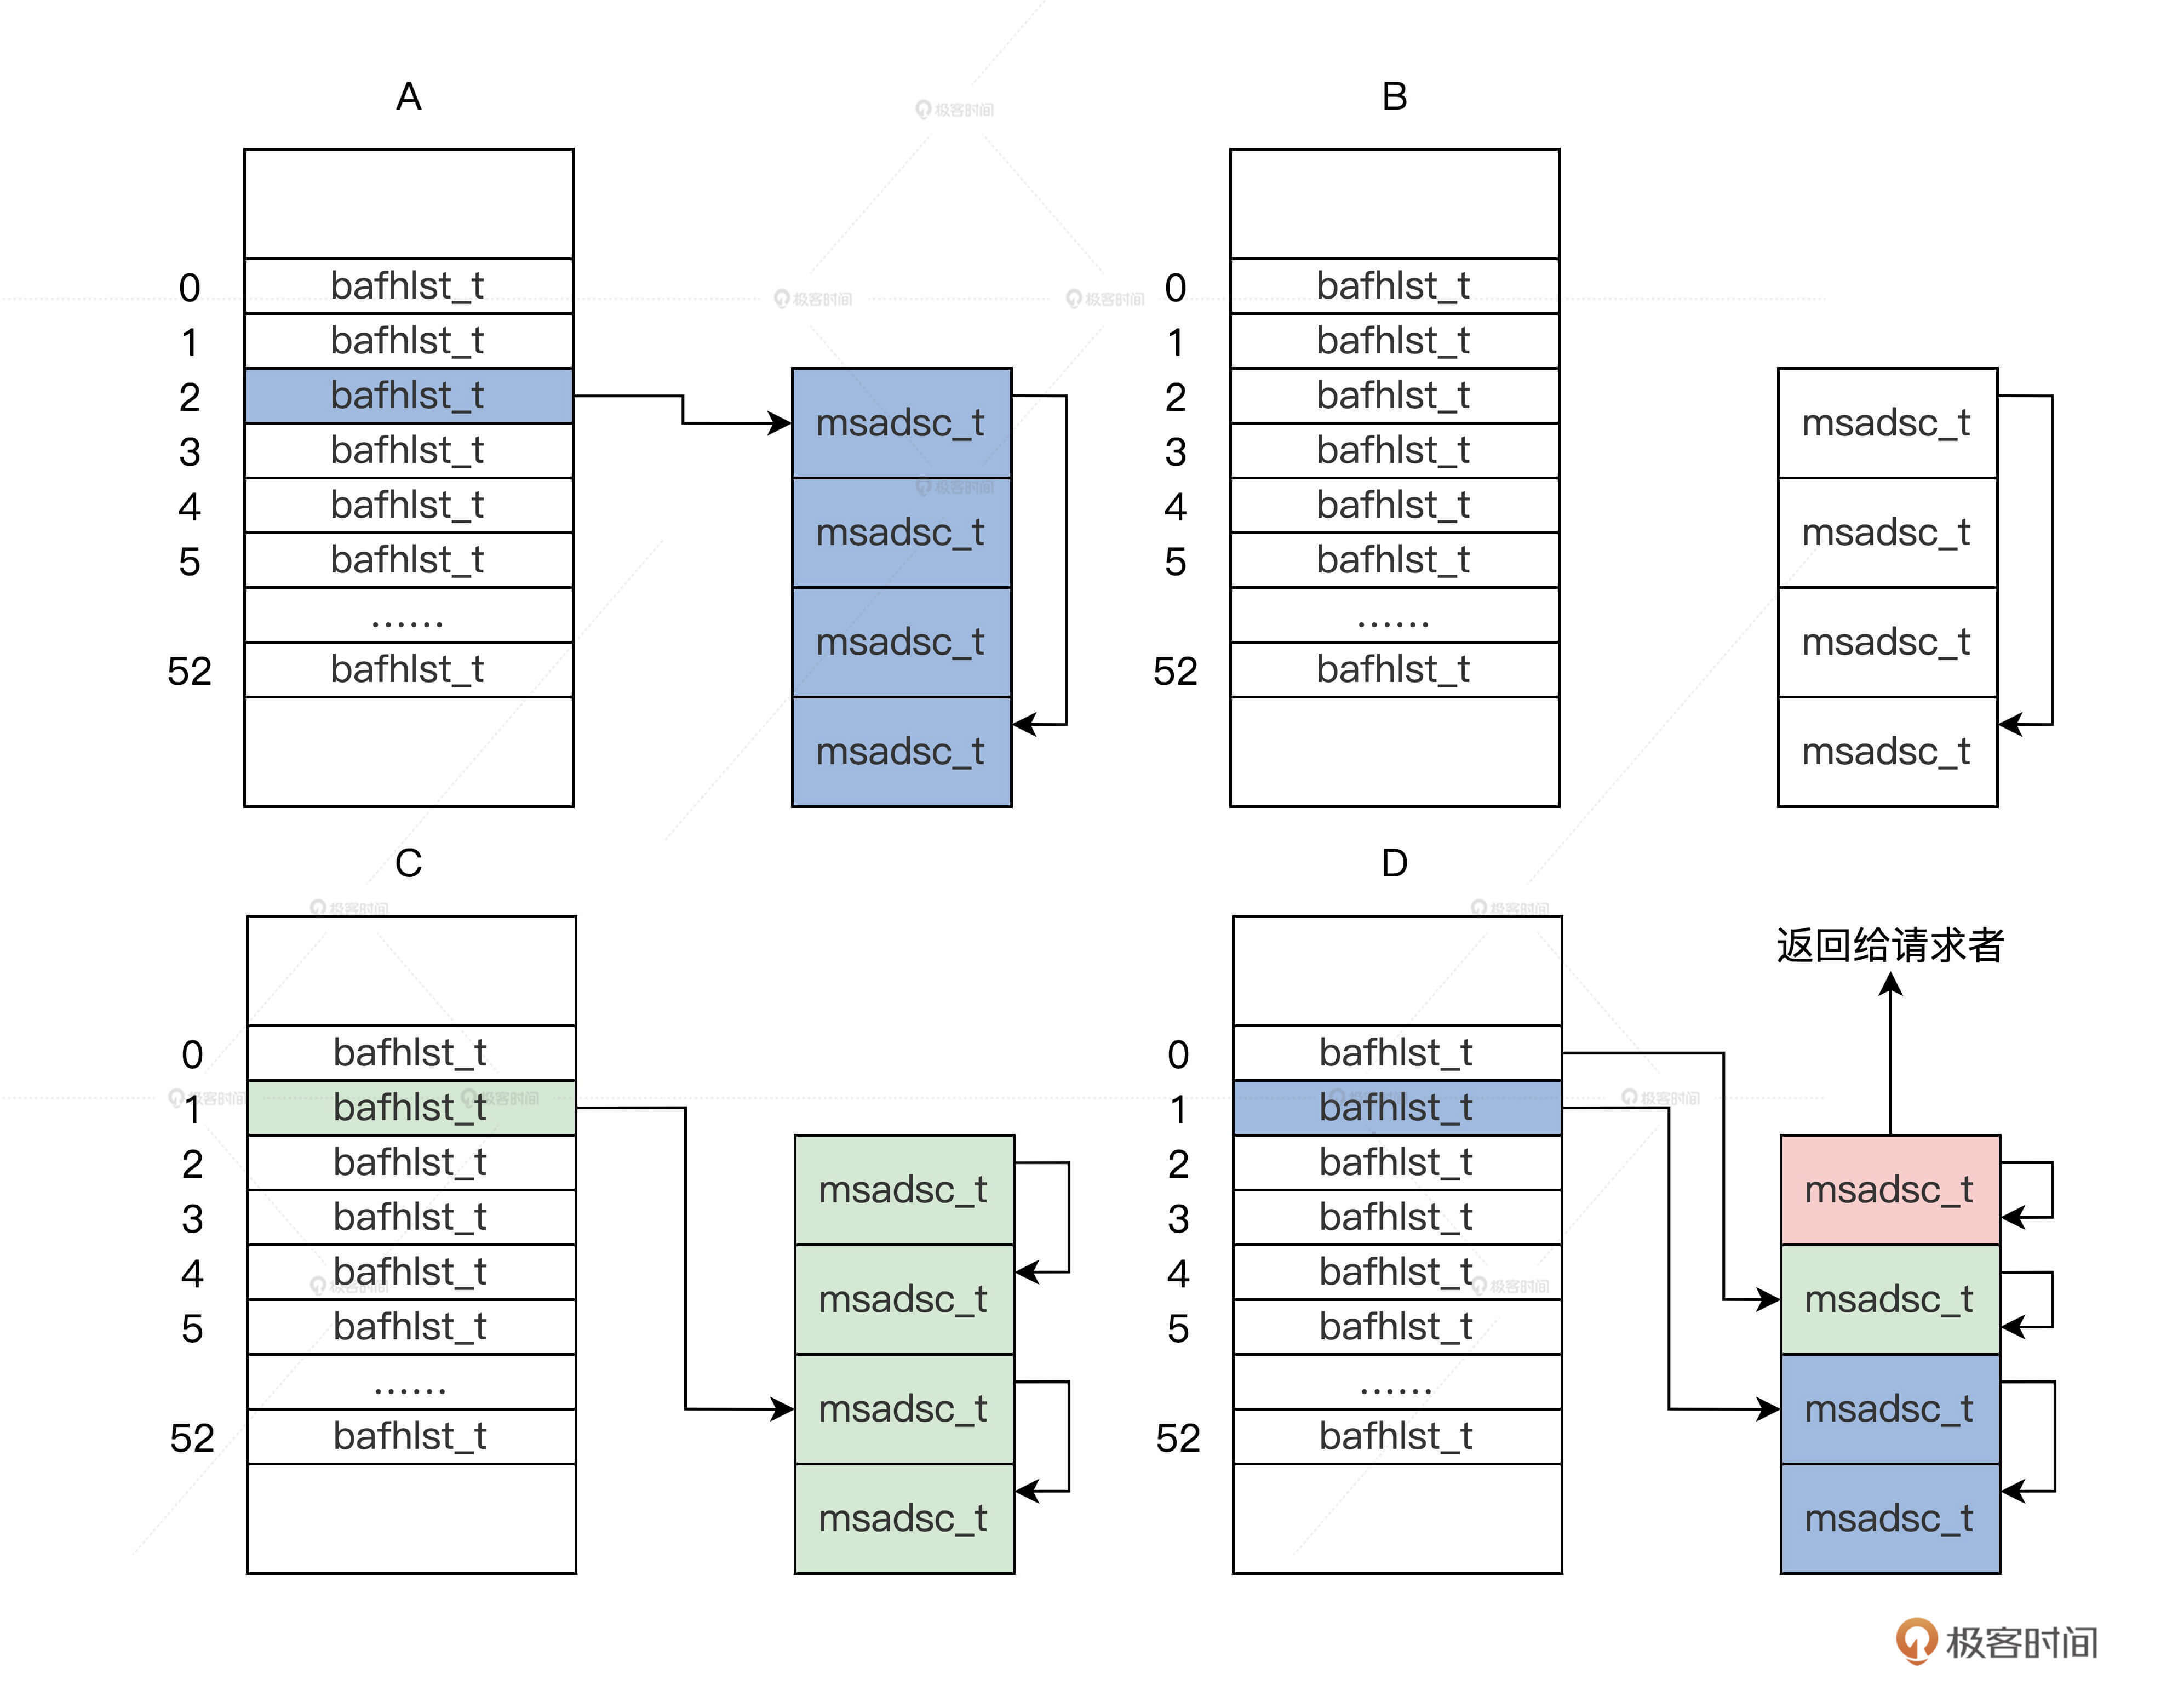 A
0 bafhlst_t
1 bafhlst_t
2 bafhlst_t
3 bafhlst_t
4 bafhlst_t
5 bafhlst_t
......
52 bafhlst_t
msadsc_t
msadsc_t
msadsc_t
msadsc_t
B
0 bafhlst_t
1 bafhlst_t
2 bafhlst_t
3 bafhlst_t
4 bafhlst_t
5 bafhlst_t
......
52 bafhlst_t
msadsc_t
msadsc_t
msadsc_t
msadsc_t
C
0 bafhlst_t
1 bafhlst_t
2 bafhlst_t
3 bafhlst_t
4 bafhlst_t
5 bafhlst_t
......
52 bafhlst_t
msadsc_t
msadsc_t
msadsc_t
msadsc_t
D
0 bafhlst_t
1 bafhlst_t
2 bafhlst_t
3 bafhlst_t
4 bafhlst_t
5 bafhlst_t
......
52 bafhlst_t
返回给请求者
msadsc_t
msadsc_t
msadsc_t
msadsc_t
极客时间